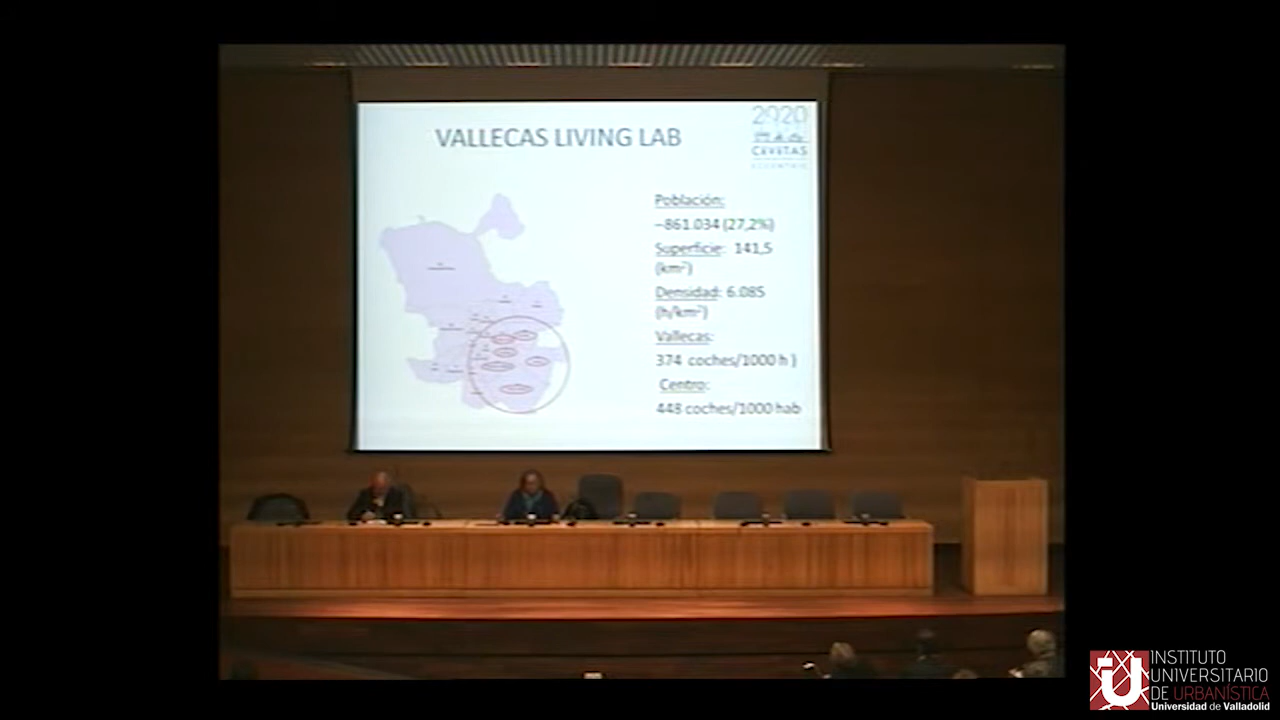 VALLECAS LIVING LAB
2020
CIVITAS
Población:
~861.034 (27,2%)
Superficie: 141,5
(km²)
Densidad: 6.085
(h/km²)
Vallecas:
374 coches/1000 h )
Centro:
448 coches/1000 hab
INSTITUTO
UNIVERSITARIO
DE URBANÍSTICA
Universidad de Valladolid